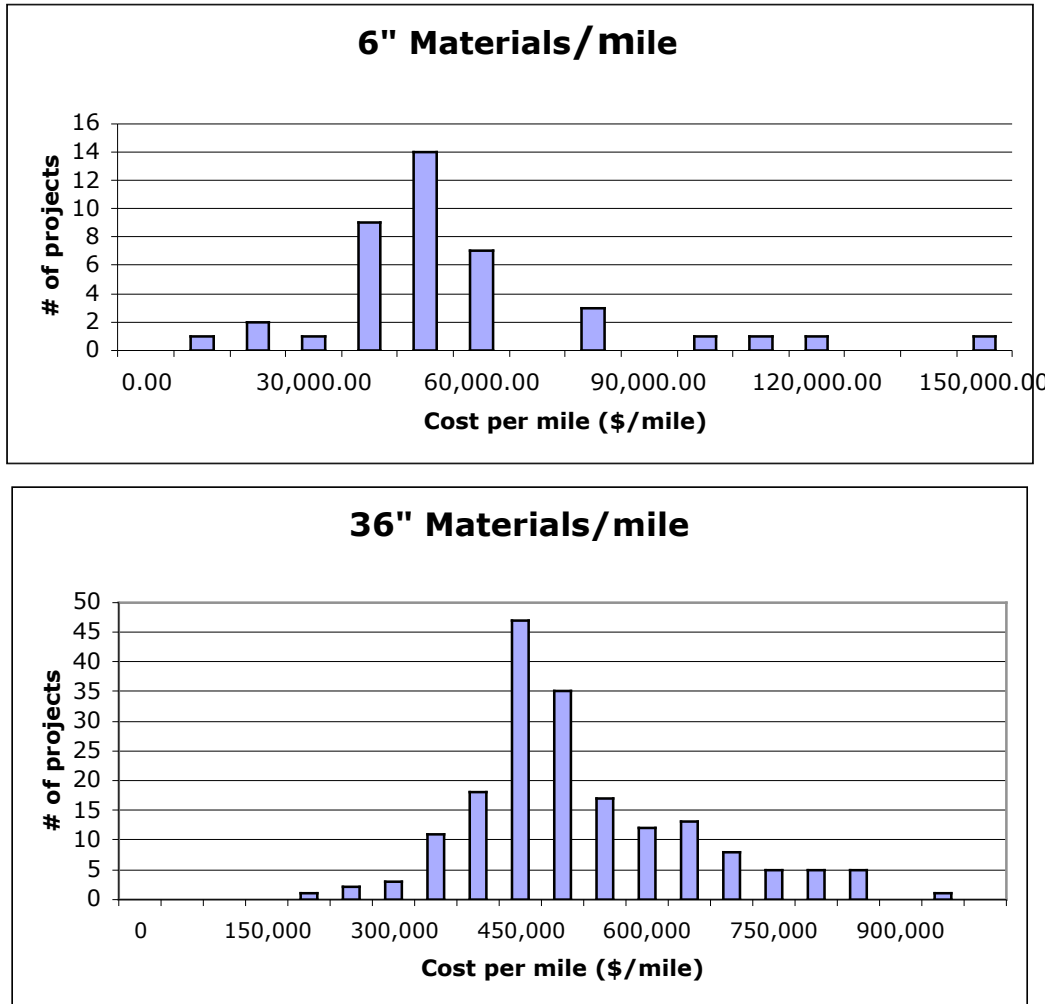 6" Materials/mile
16
14
12
10
8
6
4
2
0
# of projects
0.00 30,000.00 60,000.00 90,000.00 120,000.00 150,000.00
Cost per mile ($/mile)
36" Materials/mile
50
45
40
35
30
25
20
15
10
5
0
# of projects
0 150,000 300,000 450,000 600,000 750,000 900,000
Cost per mile ($/mile)